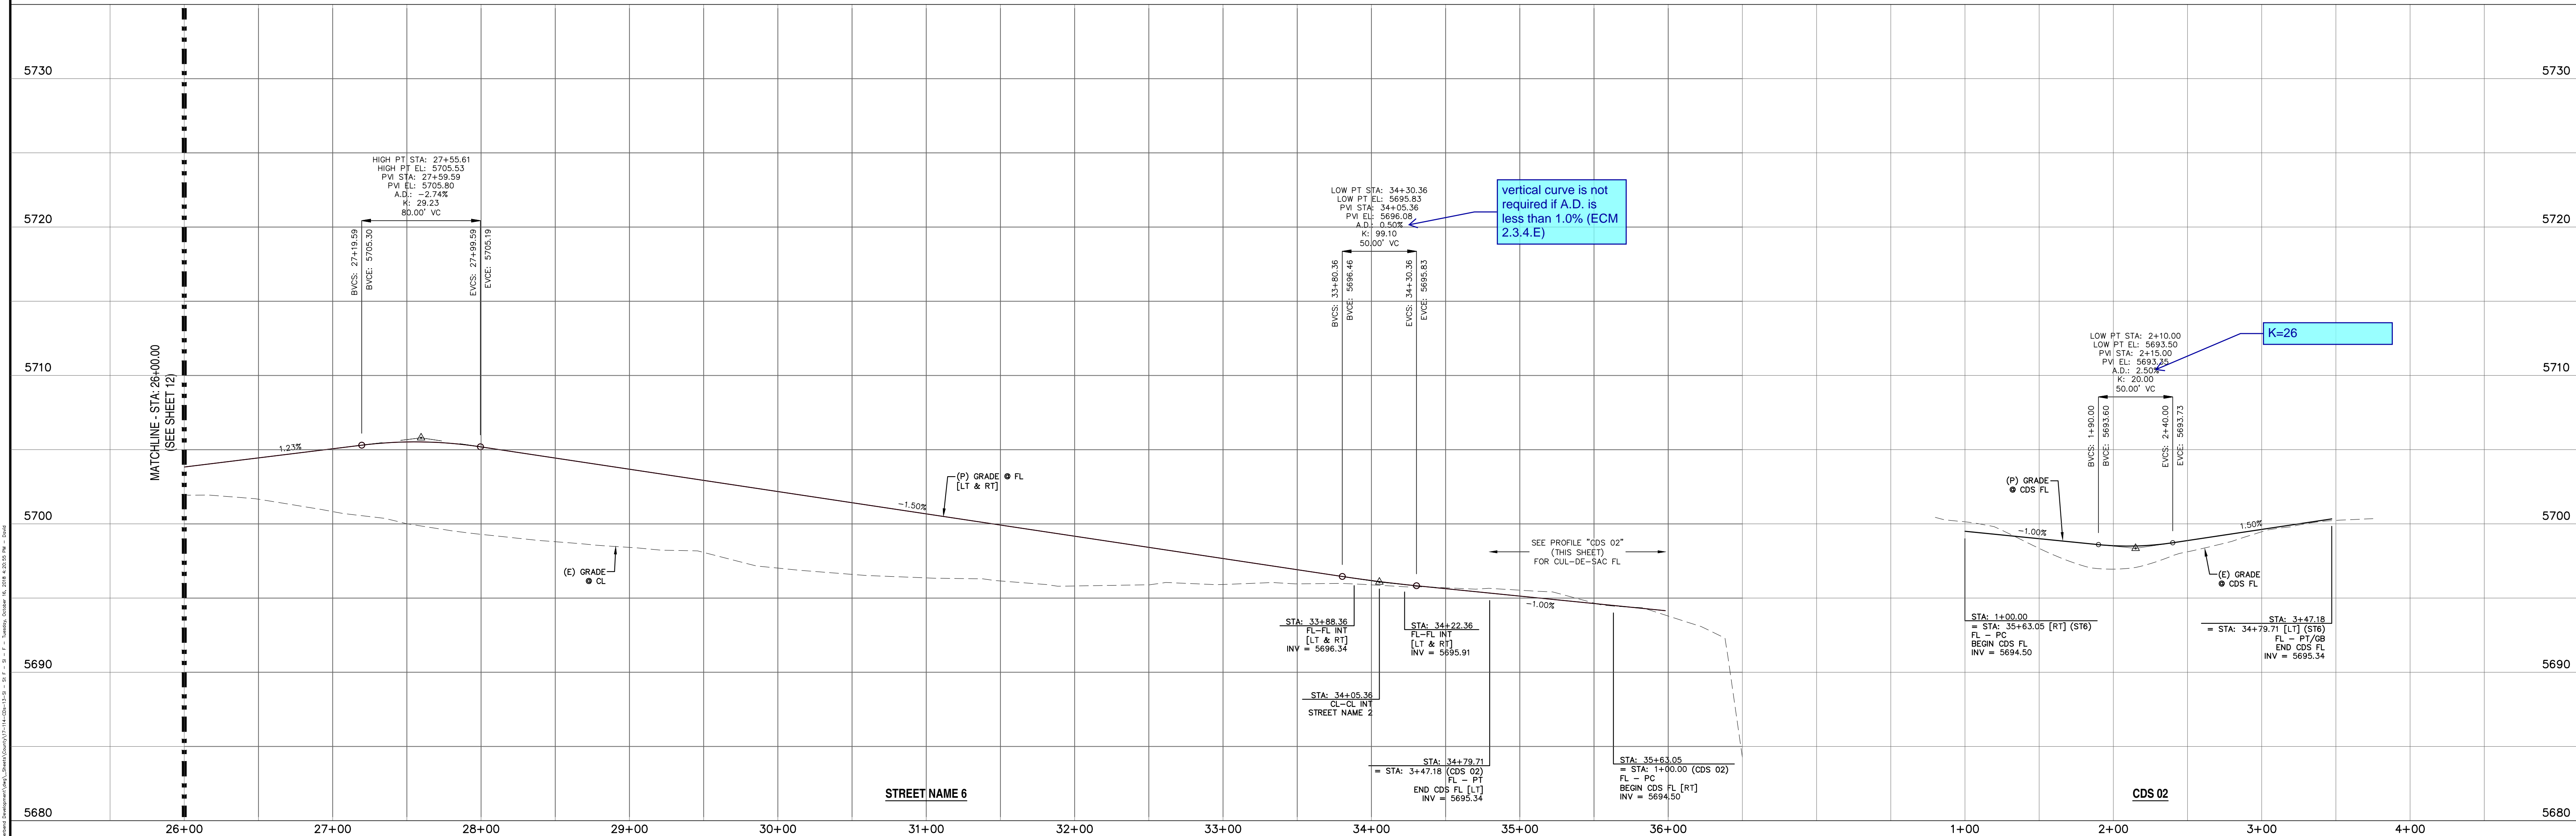 5730
5720
5710
5700
5690
5680
MATCHLINE - STA: 26+00.00
(SEE SHEET 12)
HIGH PT STA: 27+55.61
HIGH PT EL: 5705.53
PVI STA: 27+59.59
PVI EL: 5705.80
A.D.: -2.74%
K: 29.23
80.00' VC
BVCS: 27+19.59
BVCE: 5705.30
EVCS: 27+99.59
EVCE: 5705.19
1.23%
(E) GRADE
@ CL
-1.50%
(P) GRADE @ FL
[LT & RT]
LOW PT STA: 34+30.36
LOW PT EL: 5695.83
PVI STA: 34+05.36
PVI EL: 5696.08
A.D.: 0.50%
K: 99.10
50.00' VC
vertical curve is not
required if A.D. is
less than 1.0% (ECM
2.3.4.E)
BVCS: 33+80.36
BVCE: 5696.46
EVCS: 34+30.36
EVCE: 5695.83
SEE PROFILE "CDS 02"
(THIS SHEET)
FOR CUL-DE-SAC FL
-1.00%
STA: 33+88.36
FL-FL INT
[LT & RT]
INV = 5696.34
STA: 34+22.36
FL-FL INT
[LT & RT]
INV = 5695.91
STA: 34+05.36
CL-CL INT
STREET NAME 2
STA: 34+79.71
= STA: 3+47.18 (CDS 02)
FL - PT
END CDS FL [LT]
INV = 5695.34
STA: 35+63.05
= STA: 1+00.00 (CDS 02)
FL - PC
BEGIN CDS FL [RT]
INV = 5694.50
STREET NAME 6
LOW PT STA: 2+10.00
LOW PT EL: 5693.50
PVI STA: 2+15.00
PVI EL: 5693.35
A.D.: 2.50%
K: 20.00
50.00' VC
K=26
BVCS: 1+90.00
BVCE: 5693.60
EVCS: 2+40.00
EVCE: 5693.73
(P) GRADE
@ CDS FL
-1.00%
1.50%
(E) GRADE
@ CDS FL
STA: 1+00.00
= STA: 35+63.05 [RT] (ST6)
FL - PC
BEGIN CDS FL
INV = 5694.50
STA: 3+47.18
= STA: 34+79.71 [LT] (ST6)
FL - PT/GB
END CDS FL
INV = 5695.34
CDS 02
5730
5720
5710
5700
5690
5680
26+00
27+00
28+00
29+00
30+00
31+00
32+00
33+00
34+00
35+00
36+00
1+00
2+00
3+00
4+00